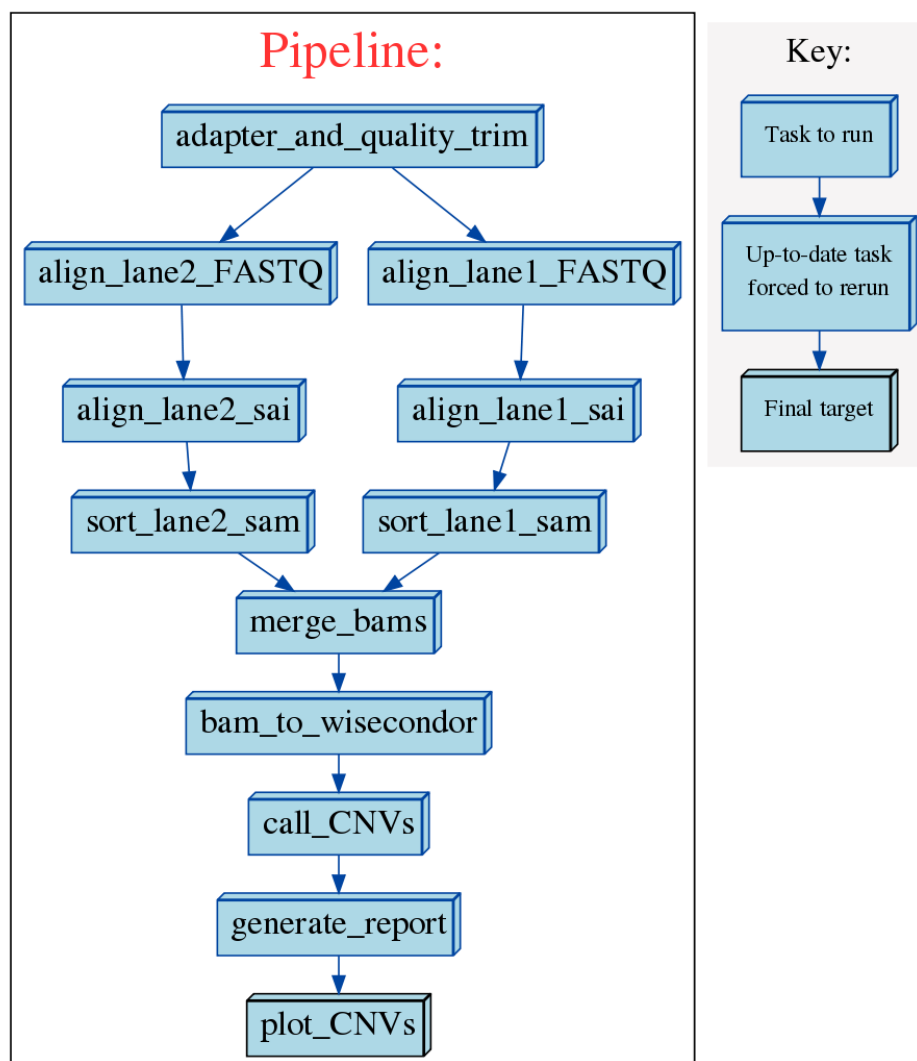 Pipeline:
adapter_and_quality_trim
align_lane2_FASTQ
align_lane1_FASTQ
align_lane2_sai
align_lane1_sai
sort_lane2_sam
sort_lane1_sam
merge_bams
bam_to_wisecondor
call_CNVs
generate_report
plot_CNVs
Key:
Task to run
Up-to-date task
forced to rerun
Final target